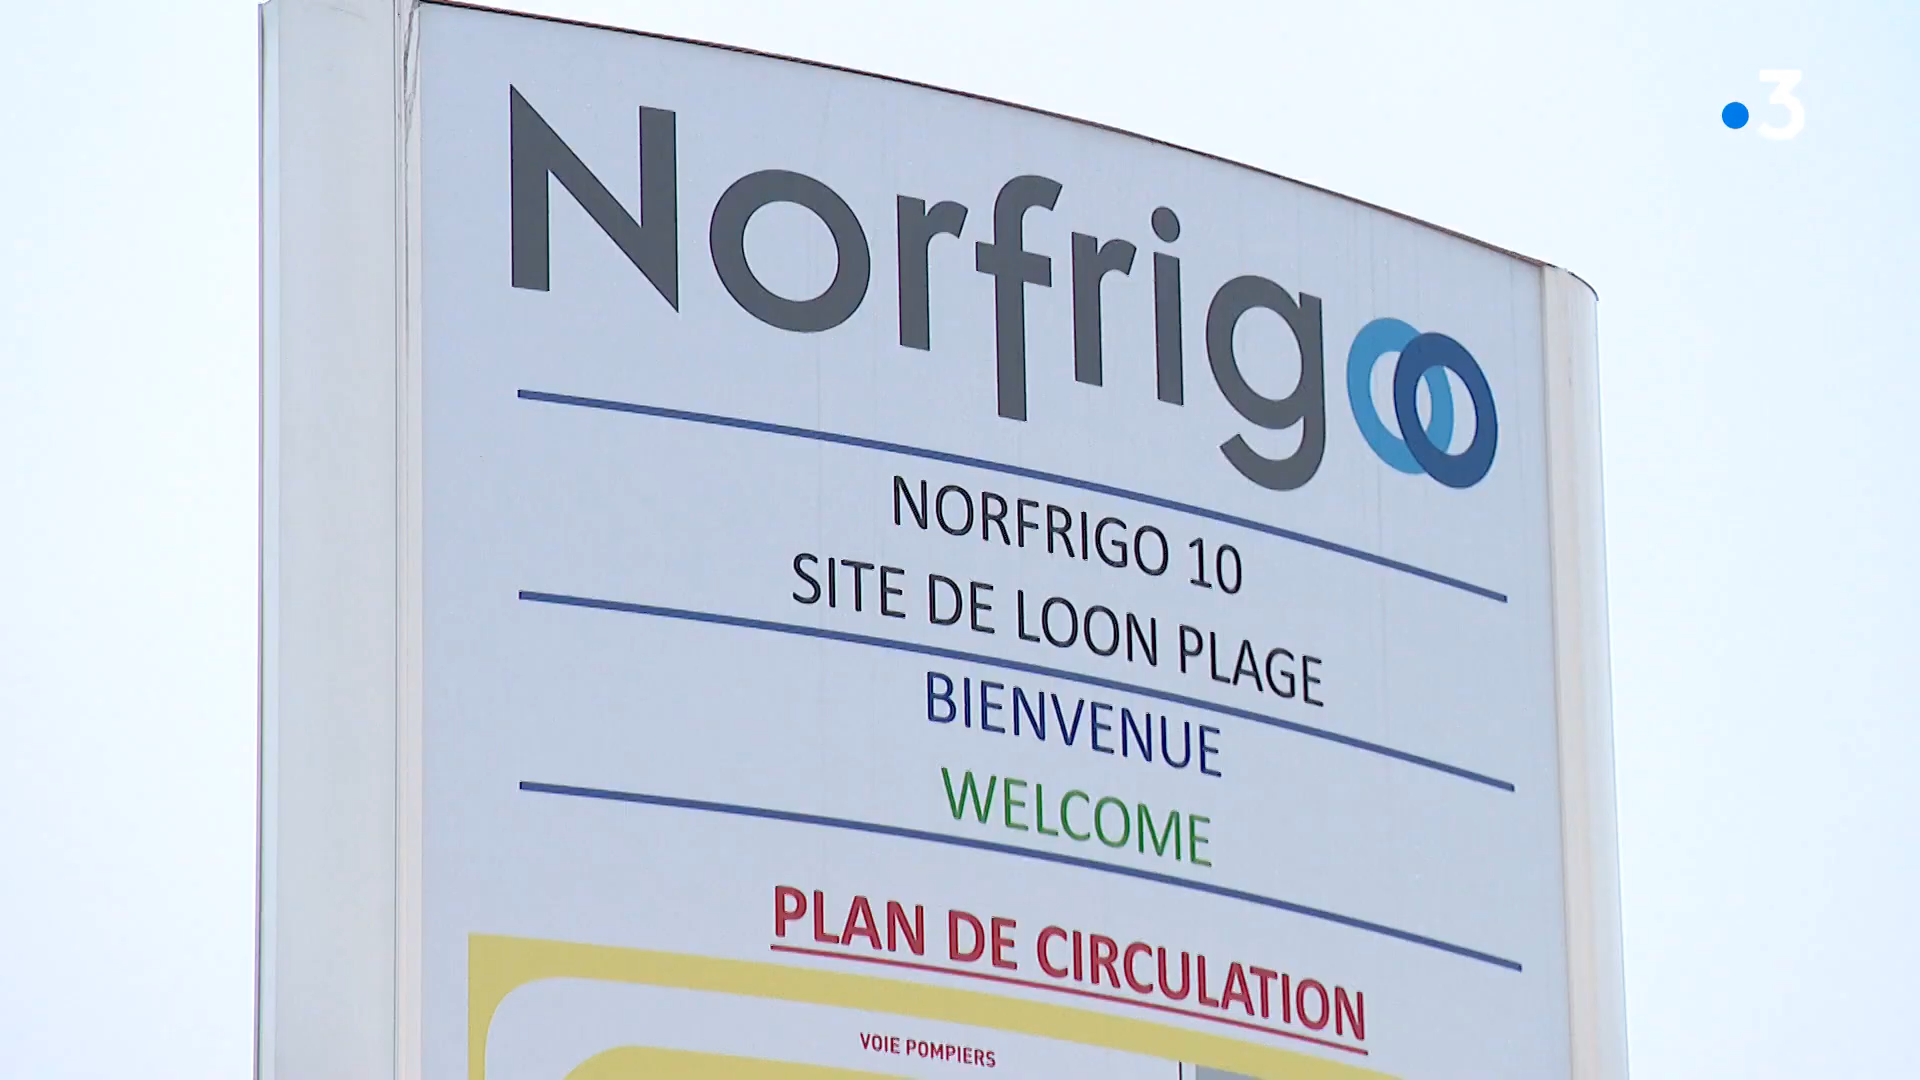 3
Norfrigo
NORFRIGO 10
SITE DE LOON PLAGE
BIENVENUE
WELCOME
PLAN DE CIRCULATION
VOIE POMPIERS